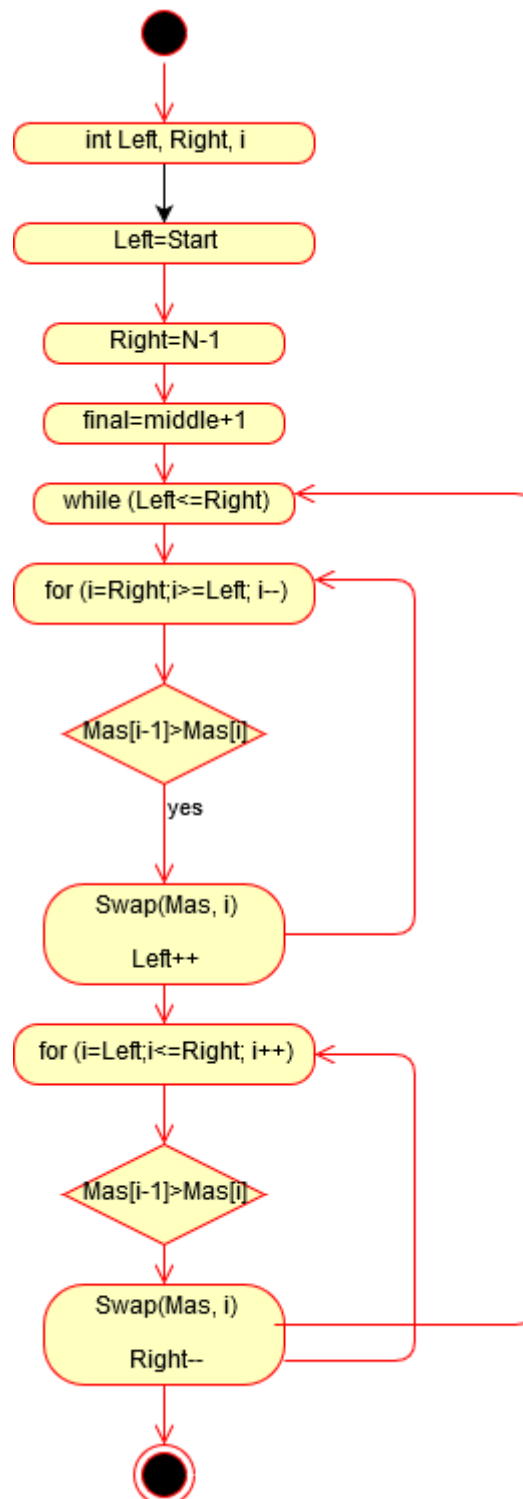 int Left, Right, i
Left=Start
Right=N-1
final=middle+1
while (Left<=Right)
for (i=Right;i>=Left; i--)
Mas[i-1]>Mas[i]
yes
Swap(Mas, i)
Left++
for (i=Left;i<=Right; i++)
Mas[i-1]>Mas[i]
Swap(Mas, i)
Right--